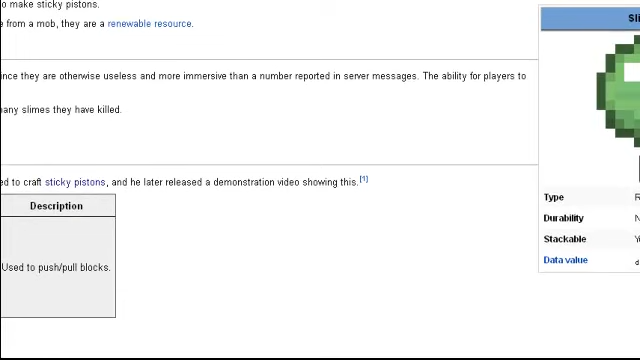 o make sticky pistons.
e from a mob, they are a renewable resource.
ince they are otherwise useless and more immersive than a number reported in server messages. The ability for players to
any slimes they have killed.
ed to craft sticky pistons, and he later released a demonstration video showing this.[1]
Description
Used to push/pull blocks.
Sli
Type R
Durability N
Stackable Y
Data value d